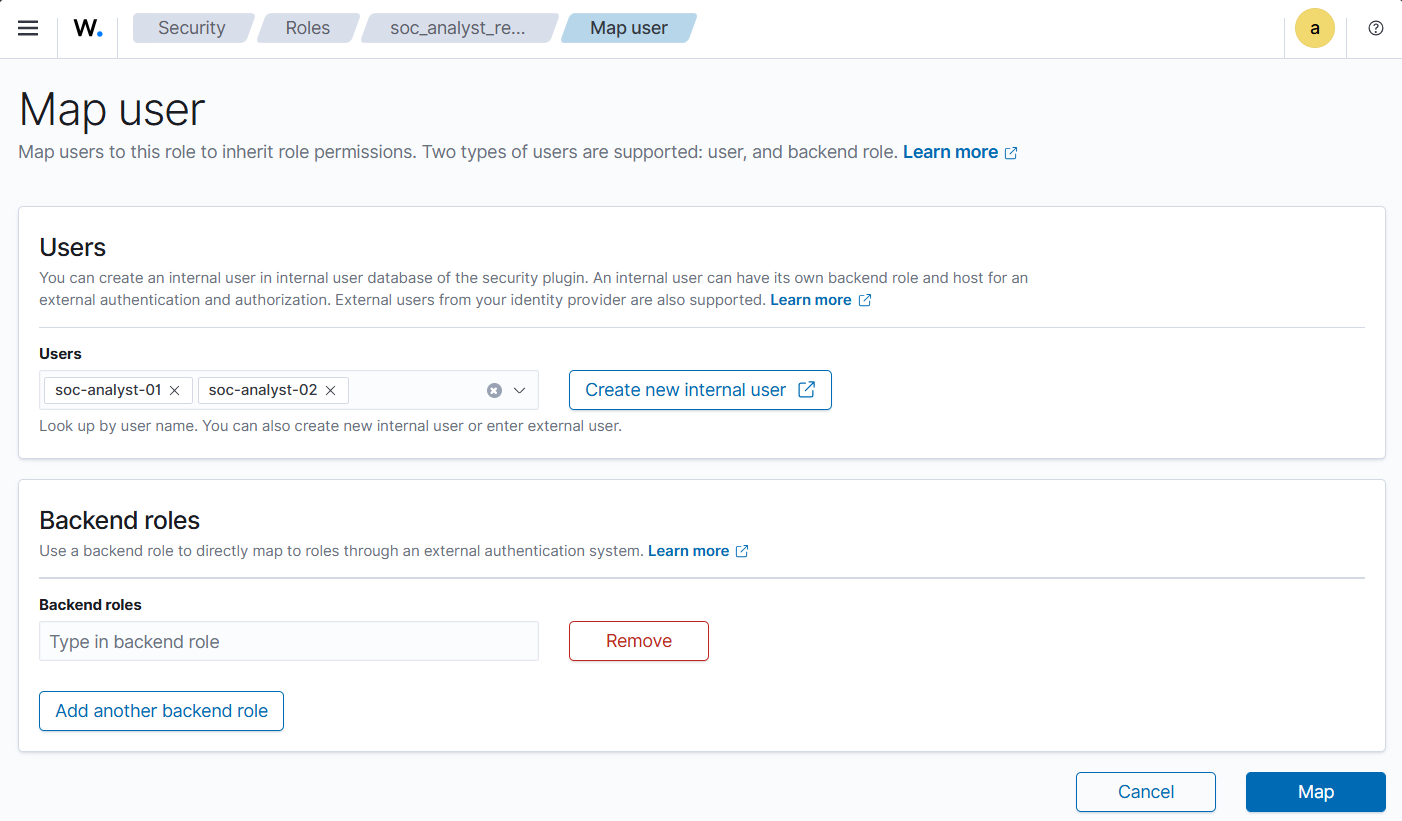 W. Security Roles soc_analyst_re... Map user a
Map user
Map users to this role to inherit role permissions. Two types of users are supported: user, and backend role. Learn more
Users
You can create an internal user in internal user database of the security plugin. An internal user can have its own backend role and host for an
external authentication and authorization. External users from your identity provider are also supported. Learn more
Users
soc-analyst-01 soc-analyst-02 Create new internal user
Look up by user name. You can also create new internal user or enter external user.
Backend roles
Use a backend role to directly map to roles through an external authentication system. Learn more
Backend roles
Type in backend role Remove
Add another backend role
Cancel Map